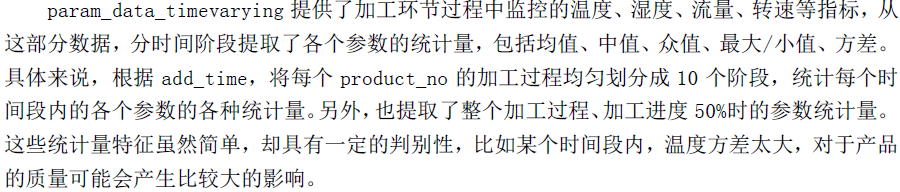 param_data_timevarying 提供了加工环节过程中监控的温度、湿度、流量、转速等指标，从
这部分数据，分时间阶段提取了各个参数的统计量，包括均值、中值、众值、最大/小值、方差。
具体来说，根据 add_time，将每个 product_no 的加工过程均匀划分成 10 个阶段，统计每个时
间段内的各个参数的各种统计量。另外，也提取了整个加工过程、加工进度 50%时的参数统计量。
这些统计量特征虽然简单，却具有一定的判别性，比如某个时间段内，温度方差太大，对于产品
的质量可能会产生比较大的影响。